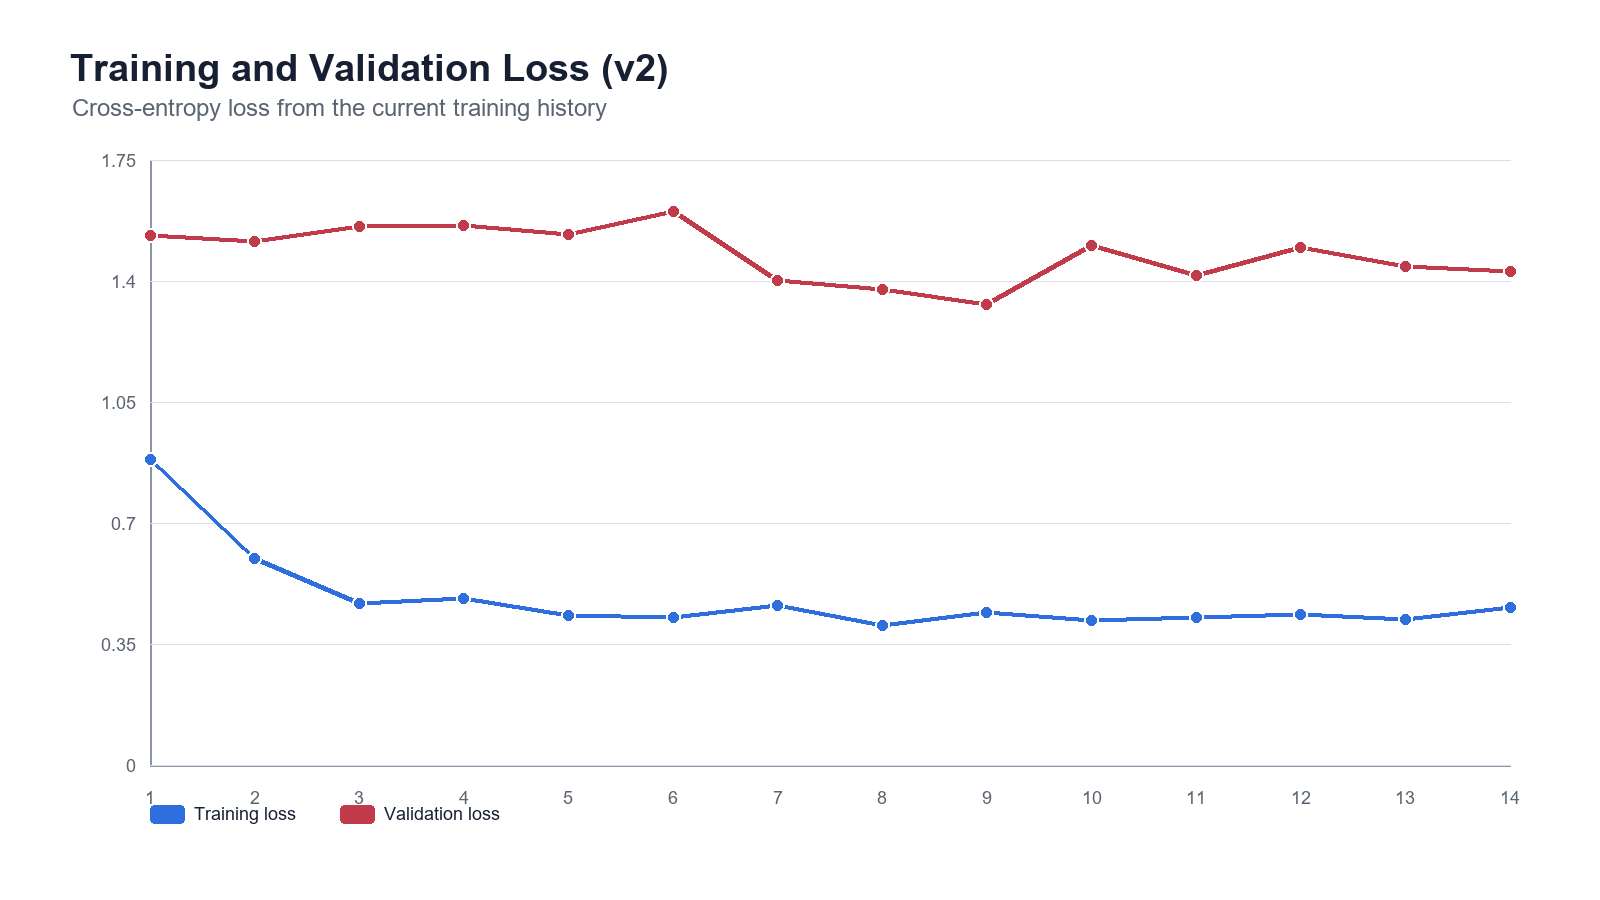 Training and Validation Loss (v2)
Cross-entropy loss from the current training history
1.75
1.4
1.05
0.7
0.35
0
1 2 3 4 5 6 7 8 9 10 11 12 13 14
Training loss Validation loss